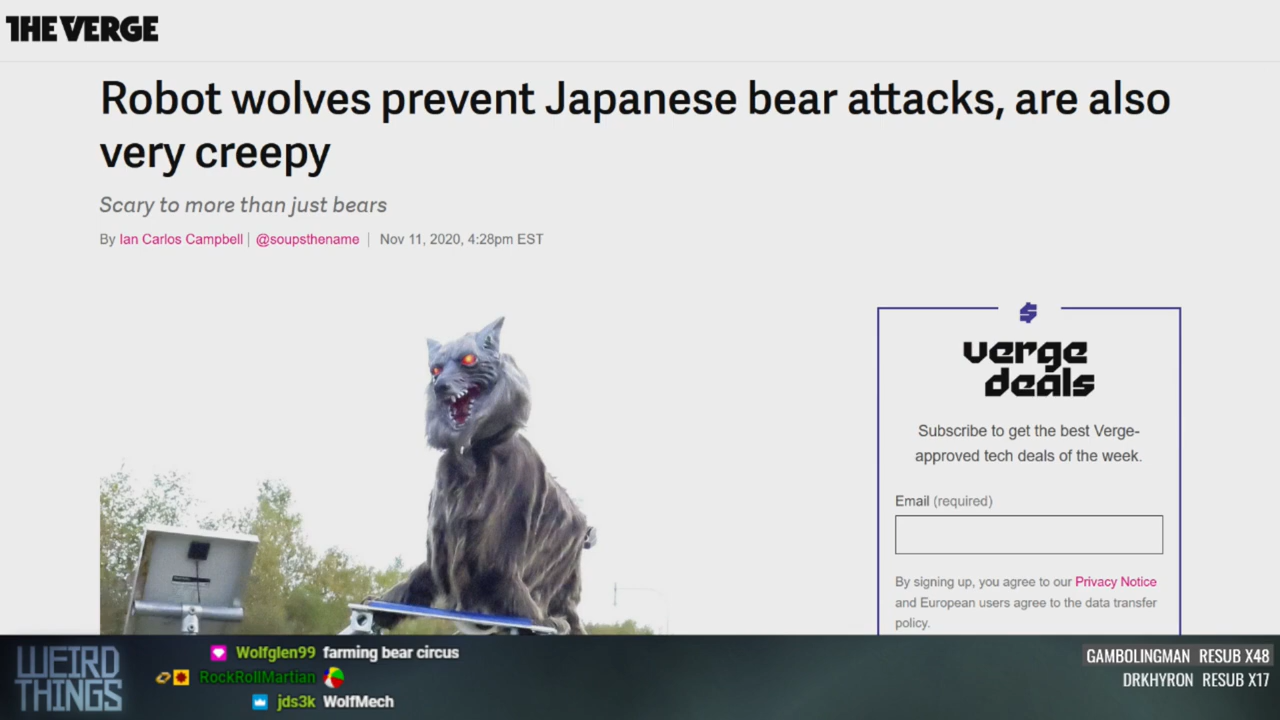 THE VERGE
Robot wolves prevent Japanese bear attacks, are also
very creepy
Scary to more than just bears
By Ian Carlos Campbell | @soupsthename | Nov 11, 2020, 4:28pm EST
$
verge
deals
Subscribe to get the best Verge-
approved tech deals of the week.
Email (required)
By signing up, you agree to our Privacy Notice
and European users agree to the data transfer
policy.
WEIRD
THINGS
Wolfglen99 farming bear circus
RockRollMartian
jds3k WolfMech
GAMBOLINGMAN RESUB X48
DRKHYRON RESUB X17